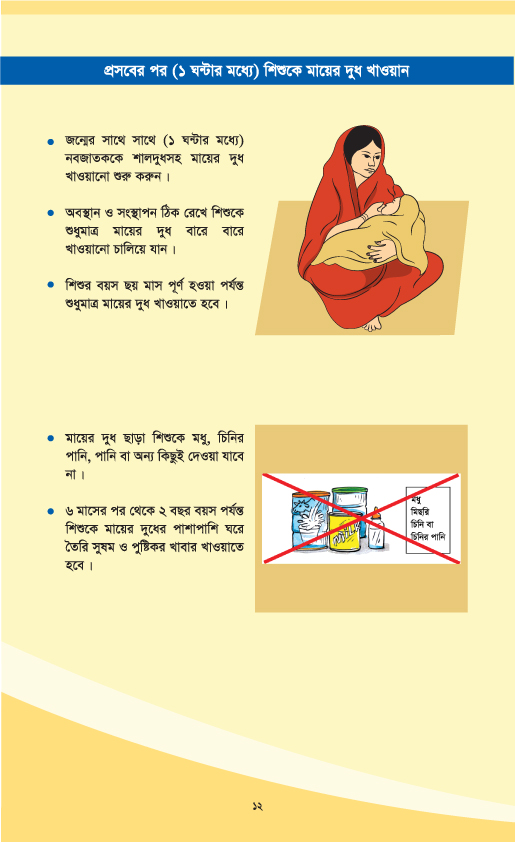 প্রসবের পর (১ ঘন্টার মধ্যে) শিশুকে মায়ের দুধ খাওয়ান
● জন্মের সাথে সাথে (১ ঘন্টার মধ্যে)
নবজাতককে শালদুধসহ মায়ের দুধ
খাওয়ানো শুরু করুন।
● অবস্থান ও সংস্থাপন ঠিক রেখে শিশুকে
শুধুমাত্র মায়ের দুধ বারে বারে
খাওয়ানো চালিয়ে যান।
● শিশুর বয়স ছয় মাস পূর্ণ হওয়া পর্যন্ত
শুধুমাত্র মায়ের দুধ খাওয়াতে হবে।
● মায়ের দুধ ছাড়া শিশুকে মধু, চিনির
পানি, পানি বা অন্য কিছুই দেওয়া যাবে
না।
● ৬ মাসের পর থেকে ২ বছর বয়স পর্যন্ত
শিশুকে মায়ের দুধের পাশাপাশি ঘরে
তৈরি সুষম ও পুষ্টিকর খাবার খাওয়াতে
হবে।
মধু
মিছরি
চিনি বা
চিনির পানি
১২